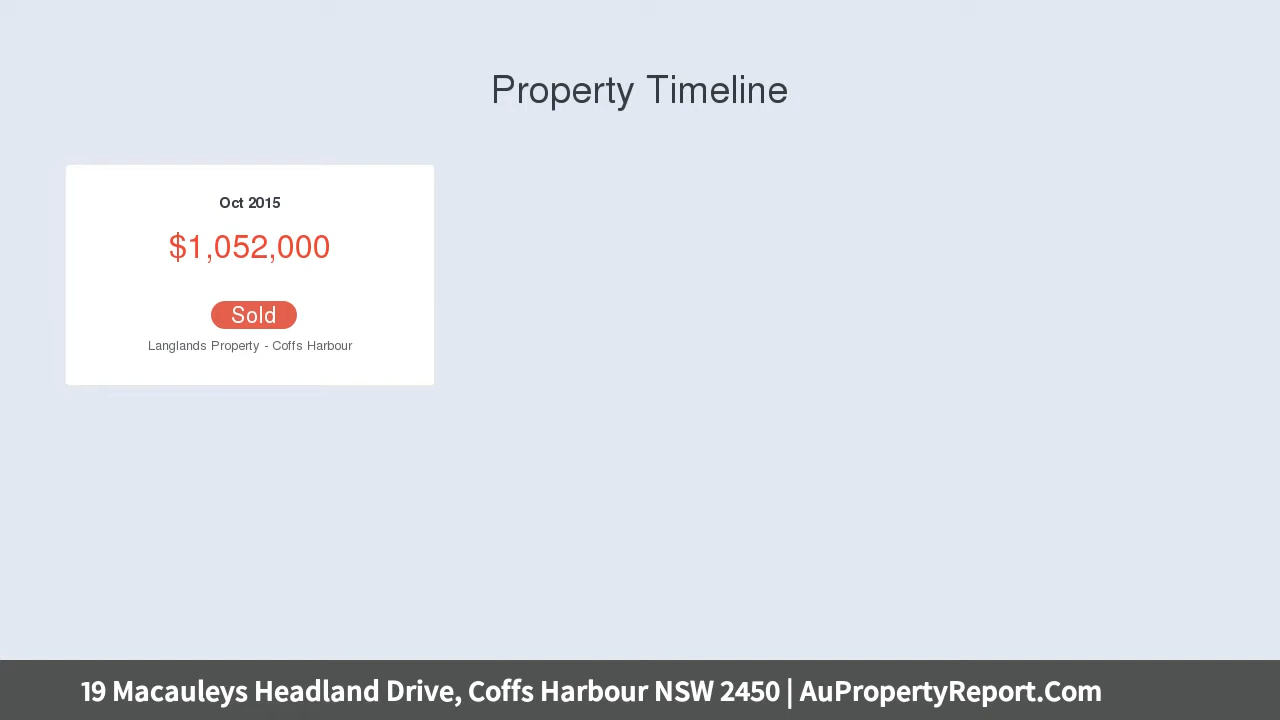 Property Timeline
Oct 2015
$1,052,000
Sold
Langlands Property - Coffs Harbour
19 Macauleys Headland Drive, Coffs Harbour NSW 2450 | AuPropertyReport.Com